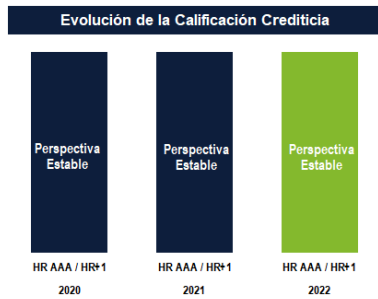 Evolución de la Calificación Crediticia
Perspectiva Perspectiva Perspectiva
Estable Estable Estable
HR AAA / HR+1 HR AAA / HR+1 HR AAA / HR+1
2020 2021 2022